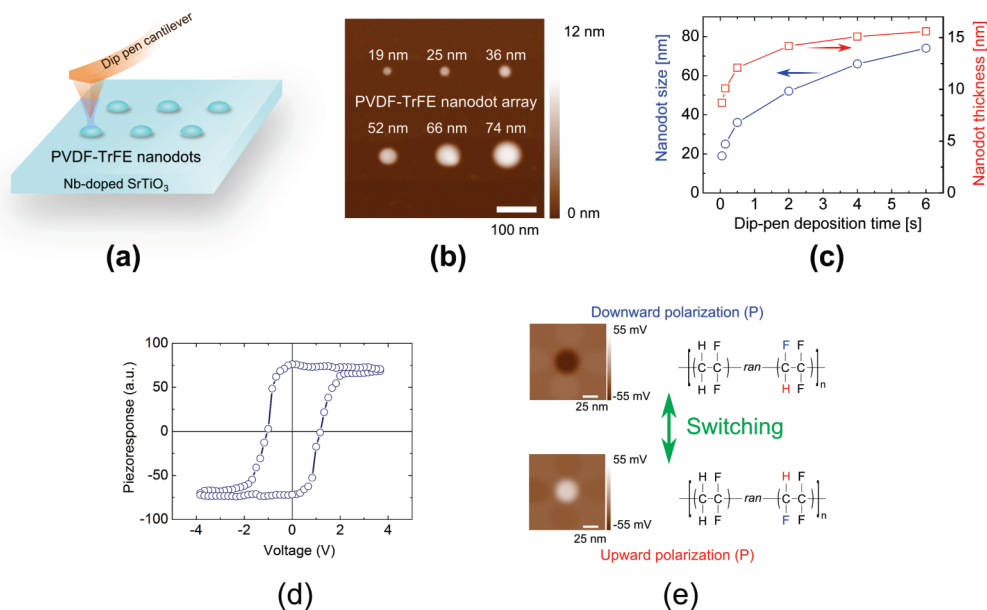 Dip pen cantilever
PVDF-TrFE nanodots
Nb-doped SrTiO3
(a)
12 nm
19 nm 25 nm 36 nm
PVDF-TrFE nanodot array
52 nm 66 nm 74 nm
0 nm
100 nm
(b)
Nanodot size [nm]
80
60
40
20
0
Nanodot thickness [nm]
15
10
5
0
0 1 2 3 4 5 6
Dip-pen deposition time [s]
(c)
Piezoresponse (a.u.)
100
75
50
25
0
-50
-75
-100
-4 -2 0 2 4
Voltage (V)
(d)
Downward polarization (P)
55 mV
-55 mV
25 nm
H F F F
[(C-C) ran (C-C)]n
H F H F
Switching
55 mV
-55 mV
25 nm
H F H F
[(C-C) ran (C-C)]n
H F F F
Upward polarization (P)
(e)